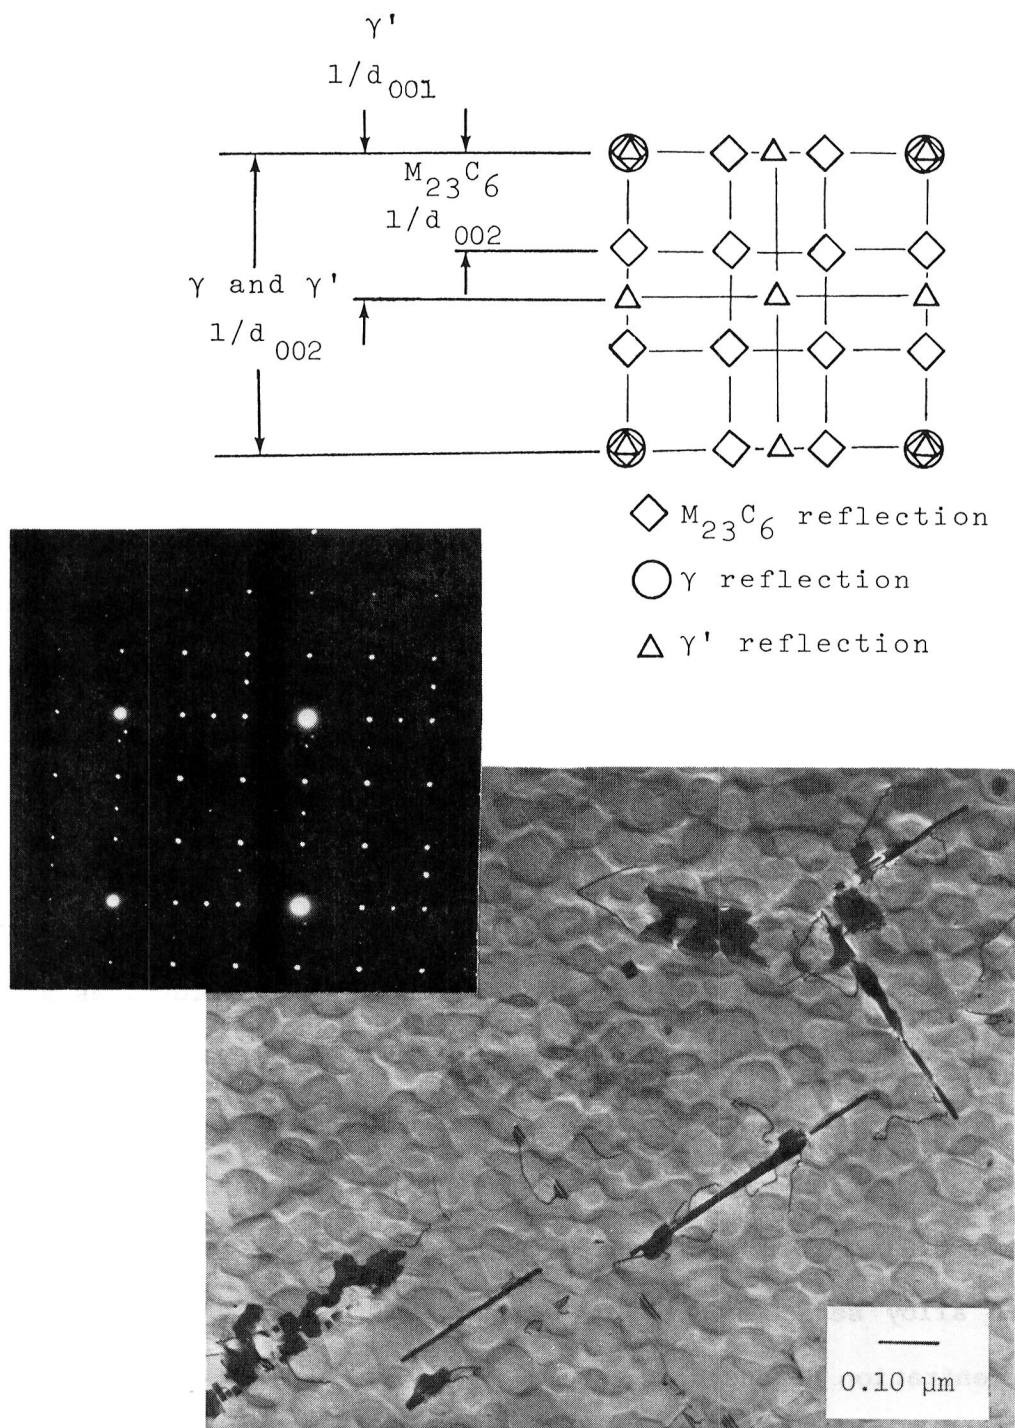 γ'
1/d001
M23C6
1/d002
γ and γ'
1/d002
M23C6 reflection
γ reflection
γ' reflection
0.10 μm